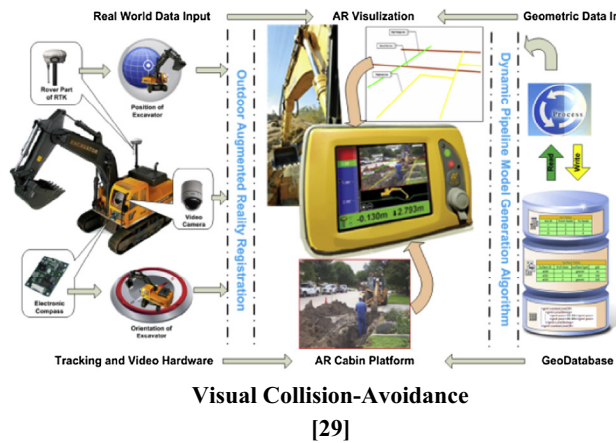 Real World Data Input
AR Visulization
Geometric Data In
Rover Part
of RTK
Position of
Excavator
EXCAVATOR
Video
Camera
Electronic
Compass
Orientation of
Excavator
Outdoor Augmented Reality Registration
-0.130m
2.793m
Dynamic Pipeline Model Generation Algorithm
Process
Read
Write
Tracking and Video Hardware
AR Cabin Platform
GeoDatabase
Visual Collision-Avoidance
[29]